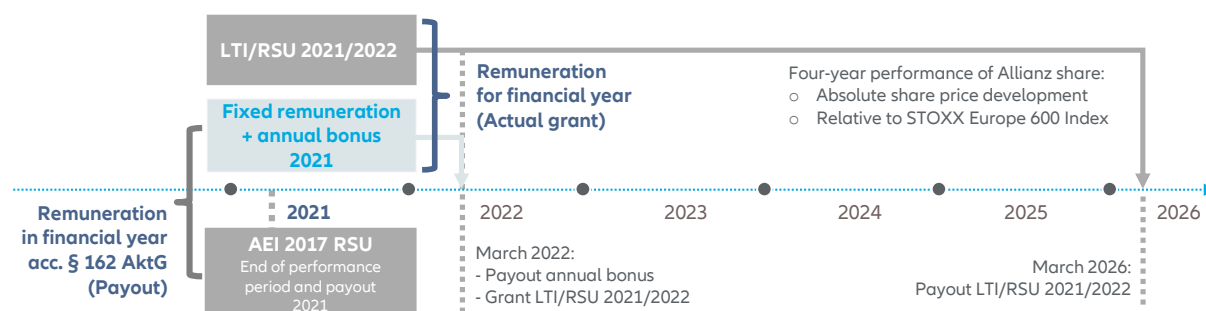 LTI/RSU 2021/2022
Fixed remuneration
+ annual bonus
2021
Remuneration
for financial year
(Actual grant)
Four-year performance of Allianz share:
o Absolute share price development
o Relative to STOXX Europe 600 Index
Remuneration
in financial year
acc. § 162 AktG
(Payout)
2021
2022
2023
2024
2025
2026
AEI 2017 RSU
End of performance
period and payout
2021
March 2022:
- Payout annual bonus
- Grant LTI/RSU 2021/2022
March 2026:
Payout LTI/RSU 2021/2022